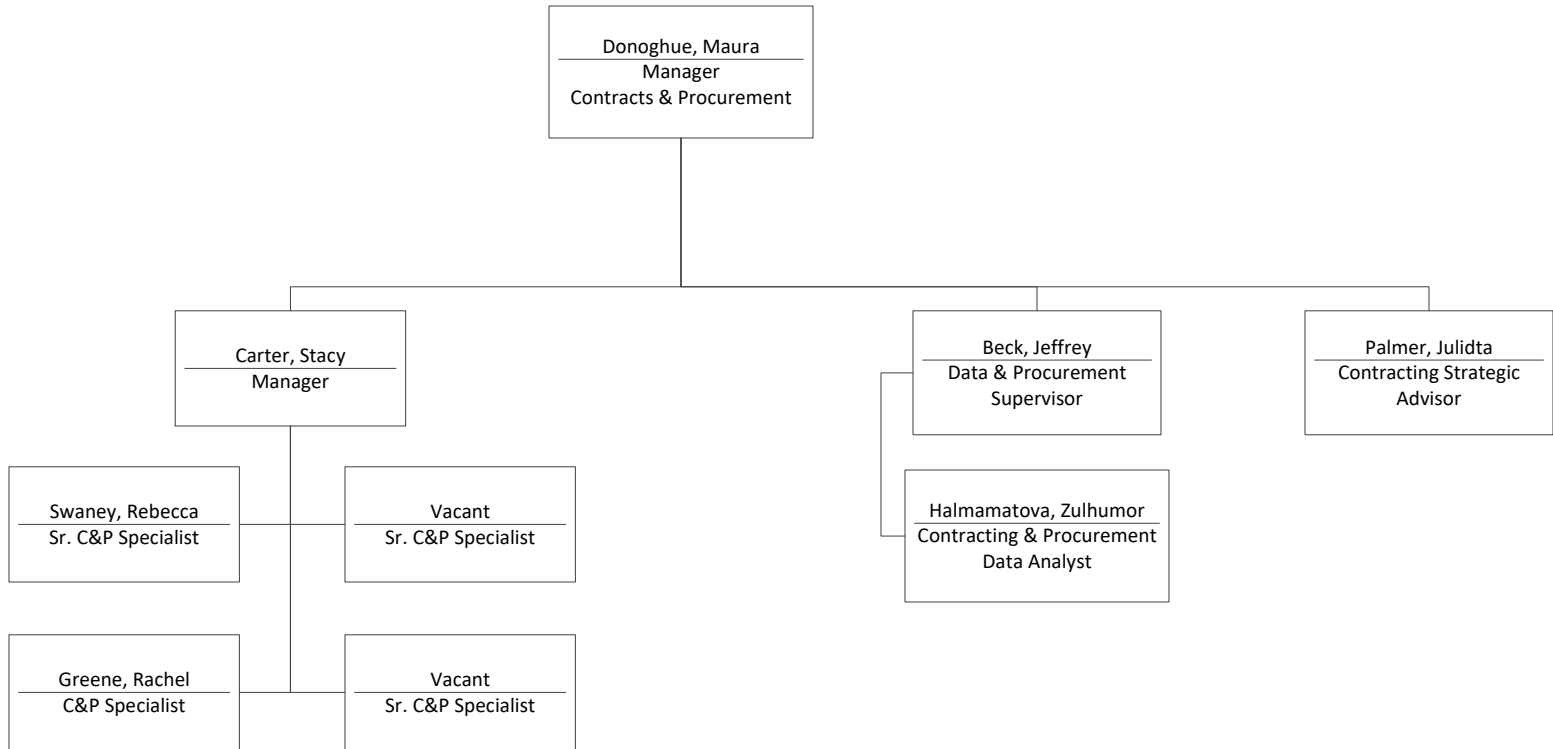 Donoghue, Maura
Manager
Contracts & Procurement
Carter, Stacy
Manager
Beck, Jeffrey
Data & Procurement
Supervisor
Palmer, Julidta
Contracting Strategic
Advisor
Swaney, Rebecca
Sr. C&P Specialist
Vacant
Sr. C&P Specialist
Halmamatova, Zulhumor
Contracting & Procurement
Data Analyst
Greene, Rachel
C&P Specialist
Vacant
Sr. C&P Specialist